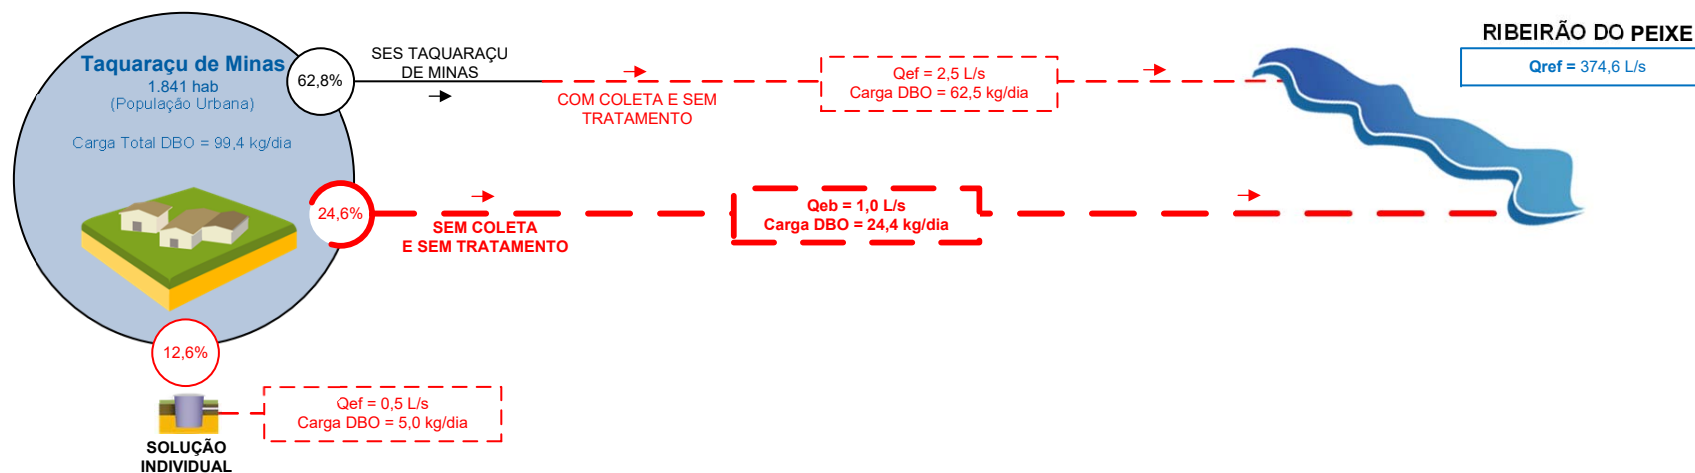 Taquaraçu de Minas
1.841 hab
(População Urbana)
Carga Total DBO = 99,4 kg/dia
62,8%
SES TAQUARAÇU
DE MINAS
COM COLETA E SEM
TRATAMENTO
Qef = 2,5 L/s
Carga DBO = 62,5 kg/dia
RIBEIRÃO DO PEIXE
Qref = 374,6 L/s
24,6%
SEM COLETA
E SEM TRATAMENTO
Qeb = 1,0 L/s
Carga DBO = 24,4 kg/dia
12,6%
Qef = 0,5 L/s
Carga DBO = 5,0 kg/dia
SOLUÇÃO
INDIVIDUAL